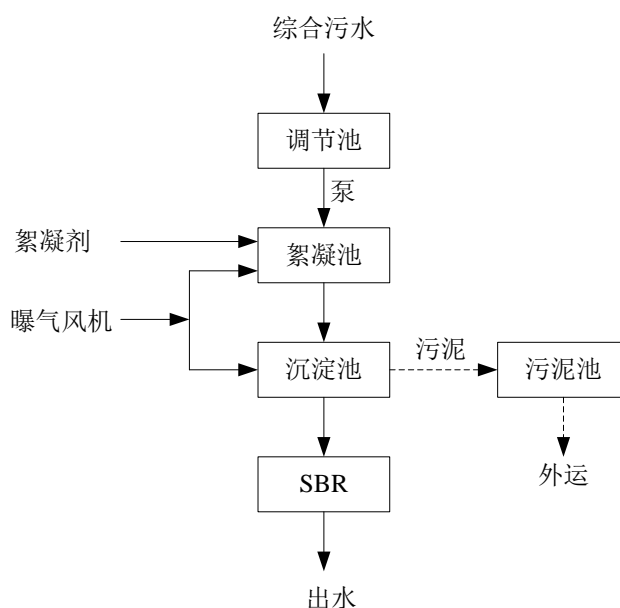 综合污水
调节池
泵
絮凝剂
絮凝池
曝气风机
污泥
沉淀池
污泥池
SBR
外运
出水